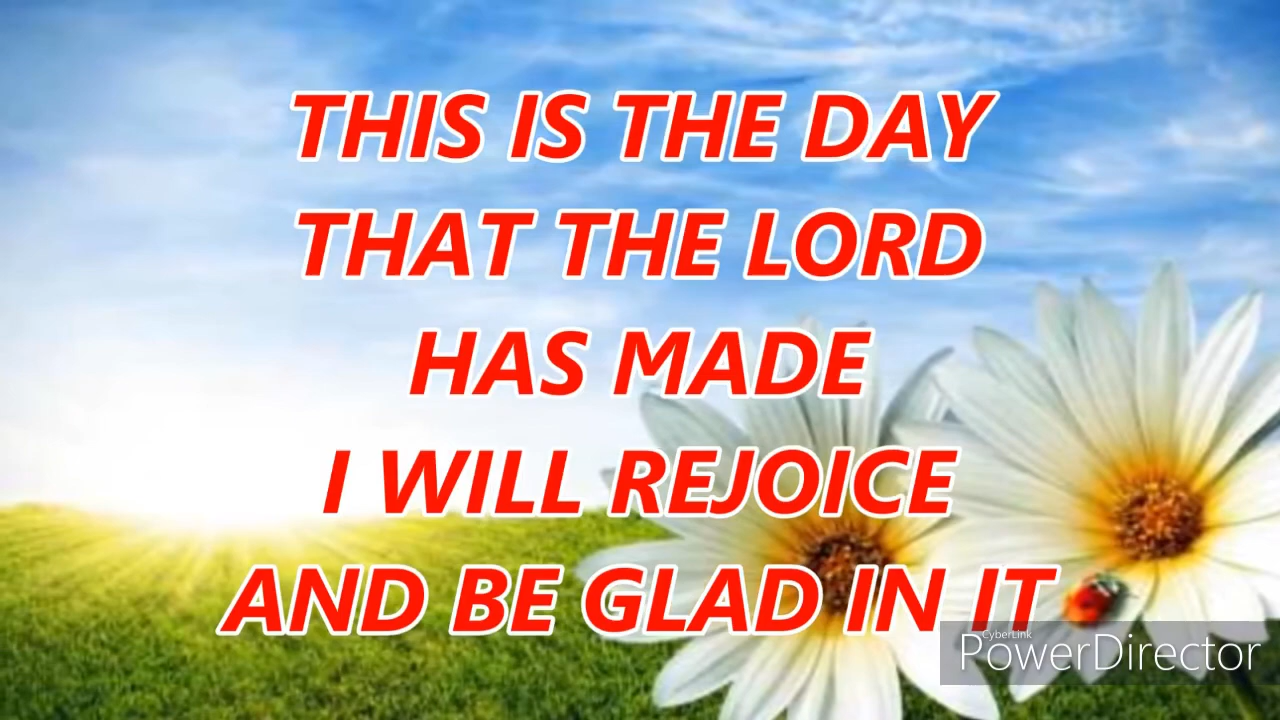 THIS IS THE DAY
THAT THE LORD
HAS MADE
I WILL REJOICE
AND BE GLAD IN IT
CyberLink
PowerDirector